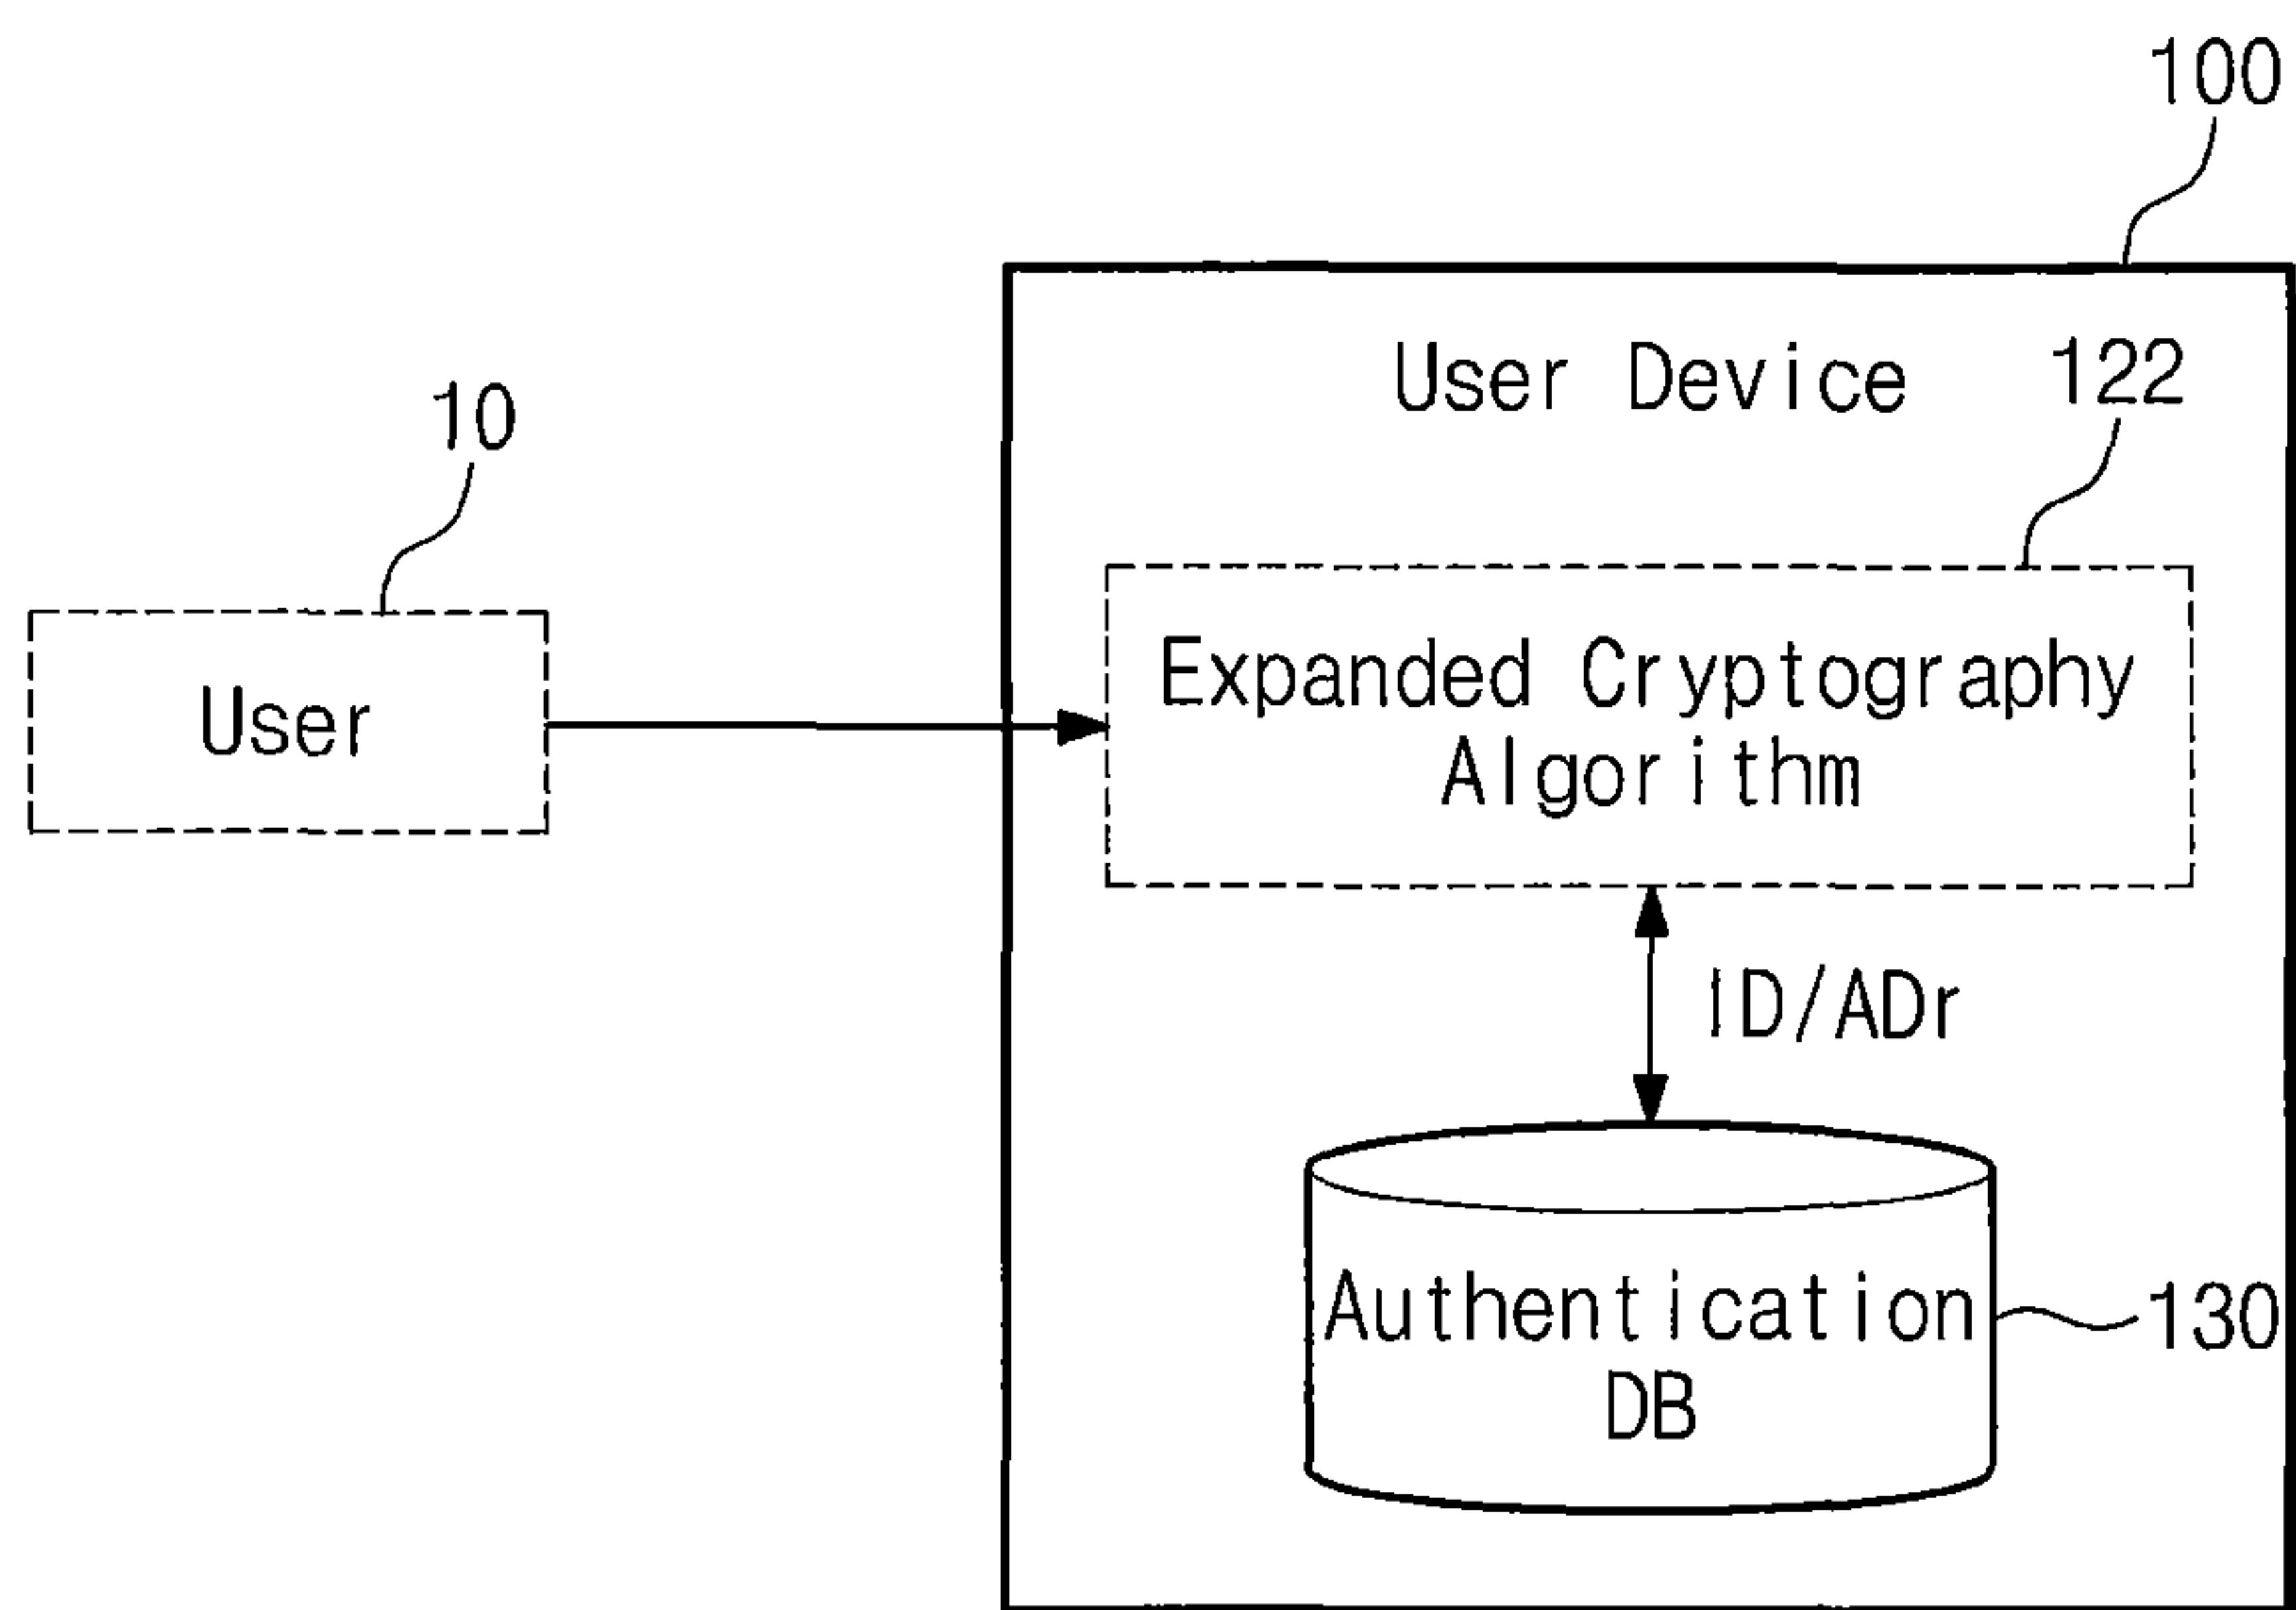 100
User Device
122
10
Expanded Cryptography
User
Algorithm
ID/ADr
Authentication
130
DB